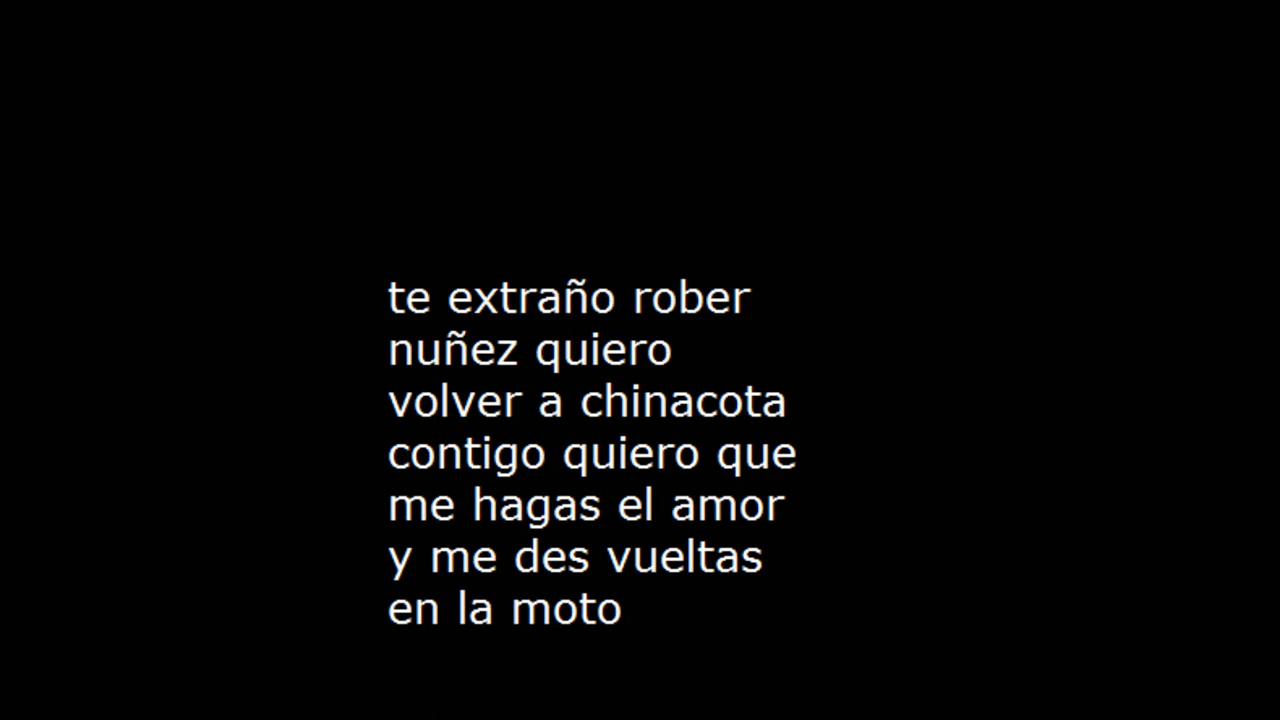 te extraño rober
nuñez quiero
volver a chinacota
contigo quiero que
me hagas el amor
y me des vueltas
en la moto